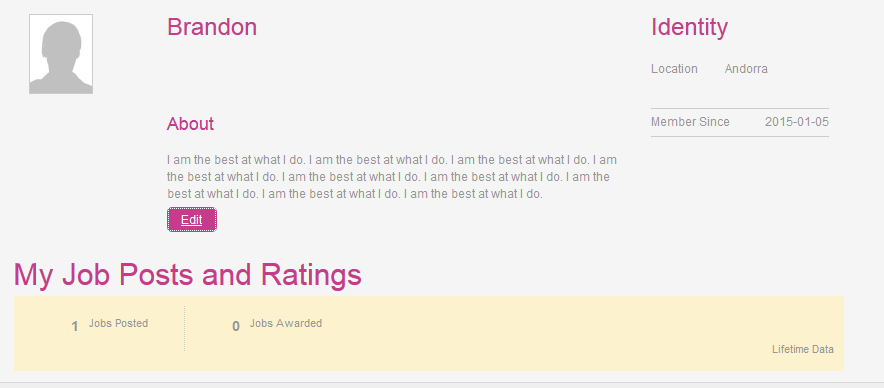 Brandon
Identity
Location Andorra
About
Member Since 2015-01-05
I am the best at what I do. I am the best at what I do. I am the best at what I do. I am
the best at what I do. I am the best at what I do. I am the best at what I do. I am the
best at what I do. I am the best at what I do. I am the best at what I do.
Edit
My Job Posts and Ratings
1 Jobs Posted 0 Jobs Awarded
Lifetime Data